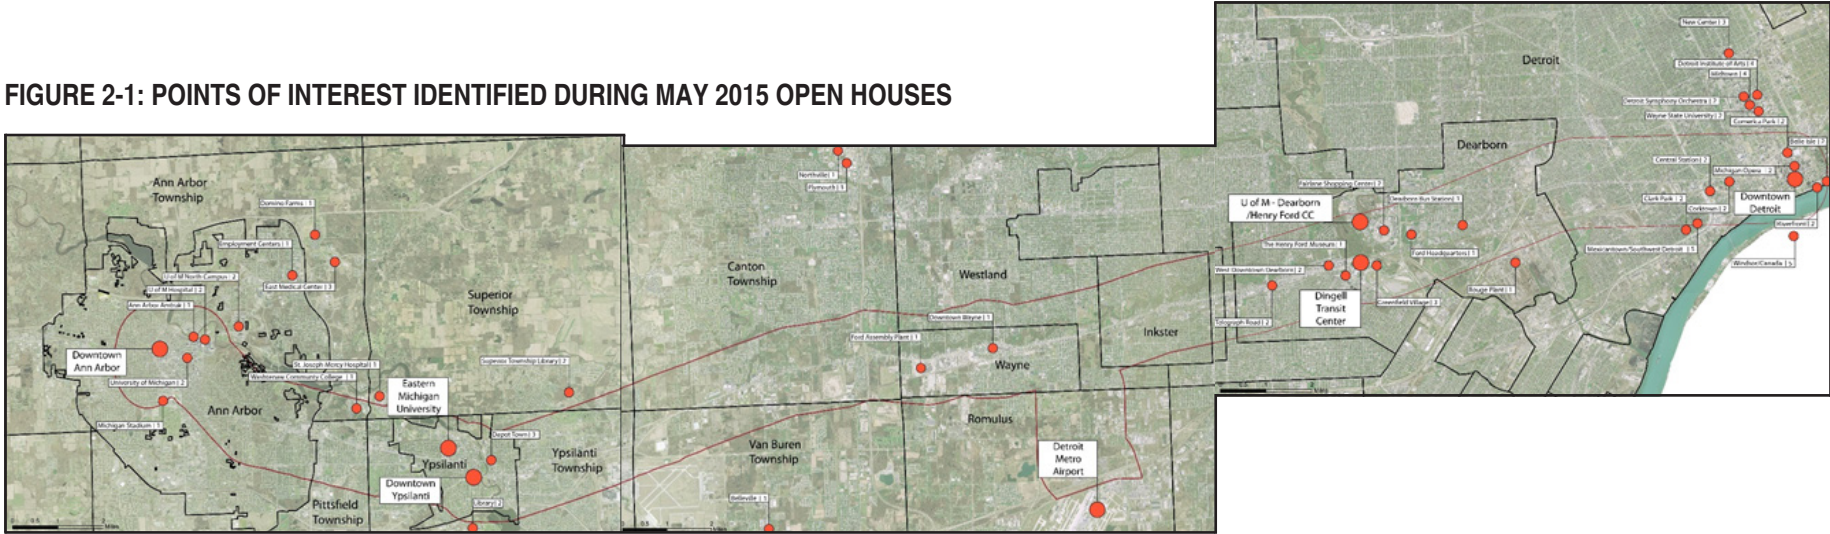 FIGURE 2-1: POINTS OF INTEREST IDENTIFIED DURING MAY 2015 OPEN HOUSES
Ann Arbor
Township
Domino Farms | 1
Employment Centers | 1
East Medical Center | 3
U of M North Campus | 2
U of M Hospital | 2
Ann Arbor Amtrak | 1
Downtown
Ann Arbor
University of Michigan | 2
Michigan Stadium | 1
Ann Arbor
Superior
Township
St. Joseph Mercy Hospital | 1
Washtenaw Community College | 1
Superior Township Library | 2
Eastern
Michigan
University
Depot Town | 3
Ypsilanti
Downtown
Ypsilanti
Library | 2
Ypsilanti
Township
Pittsfield
Township
Northville | 1
Plymouth | 1
Canton
Township
Westland
Downtown Wayne | 1
Ford Assembly Plant | 1
Wayne
Inkster
Romulus
Van Buren
Township
Belleville | 1
Detroit
Metro
Airport
Detroit
Dearborn
New Center | 3
Detroit Institute of Arts | 4
Midtown | 4
Detroit Symphony Orchestra | 2
Wayne State University | 2
Comerica Park | 2
Belle Isle | 2
Central Station | 2
Michigan Opera | 2
Downtown
Detroit
Clark Park | 2
Corktown | 2
Riverfront | 2
Mexicantown/Southwest Detroit | 5
Windsor/Canada | 5
Fairlane Shopping Center | 2
U of M - Dearborn
/Henry Ford CC
Dearborn Bus Station | 1
The Henry Ford Museum | 1
Ford Headquarters | 1
West Downtown Dearborn | 2
Rouge Plant | 1
Greenfield Village | 3
Dingell
Transit
Center
Telegraph Road | 2